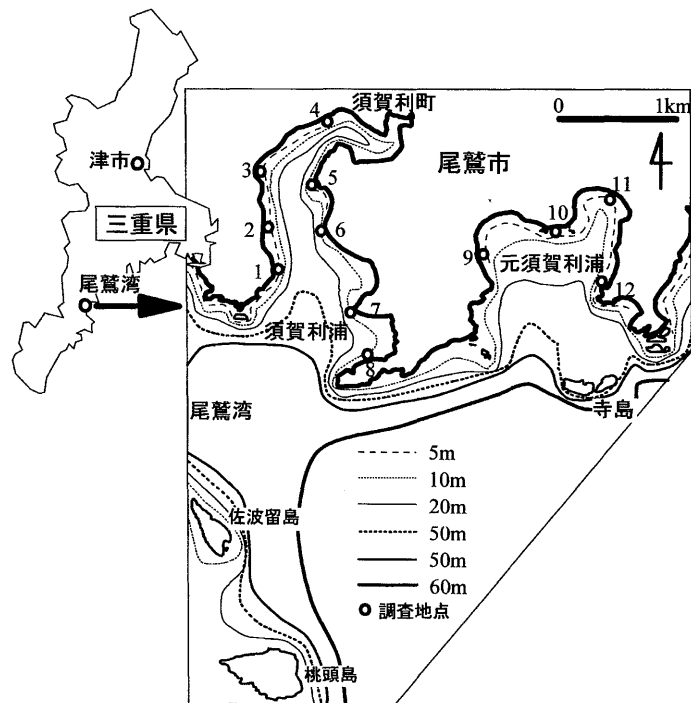 須賀利町
0 1km
4
津市
尾鷲市
3
5
11
三重県
2
6
10
9
元須賀利浦
1
尾鷲湾
12
7
須賀利浦
8
尾鷲湾
寺島
5m
10m
20m
佐波留島
50m
50m
60m
調査地点
桃頭島